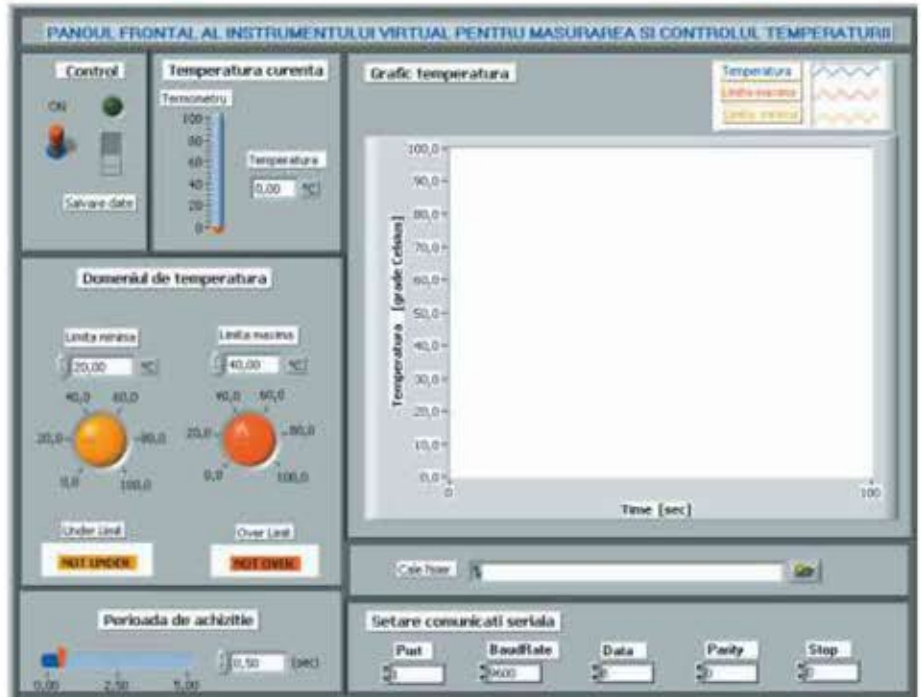 PANOUL FRONTAL AL INSTRUMENTULUI VIRTUAL PENTRU MASURAREA SI CONTROLUL TEMPERATURII
Control
ON
Salvare date
Temperatura curenta
Termometru
100
80
60
40
20
0
Temperatura
0,00 °C
Grafic temperatura
Temperatura
Limita maxima
Limita minima
100,0
90,0
80,0
70,0
60,0
50,0
40,0
30,0
20,0
10,0
0,0
Temperatura [grade Celsius]
0 100
Time [sec]
Domeniul de temperatura
Limita minima
20,00 °C
40,0 60,0
20,0 80,0
0,0 100,0
Limita maxima
40,00 °C
40,0 60,0
20,0 80,0
0,0 100,0
Under Limit
NOT UNDER
Over Limit
NOT OVER
Cale fisier
Perioada de achizitie
0,00 2,50 5,00
0,50 (sec)
Setare comunicati seriala
Port BaudRate Data Parity Stop
0 9600 8 0 0